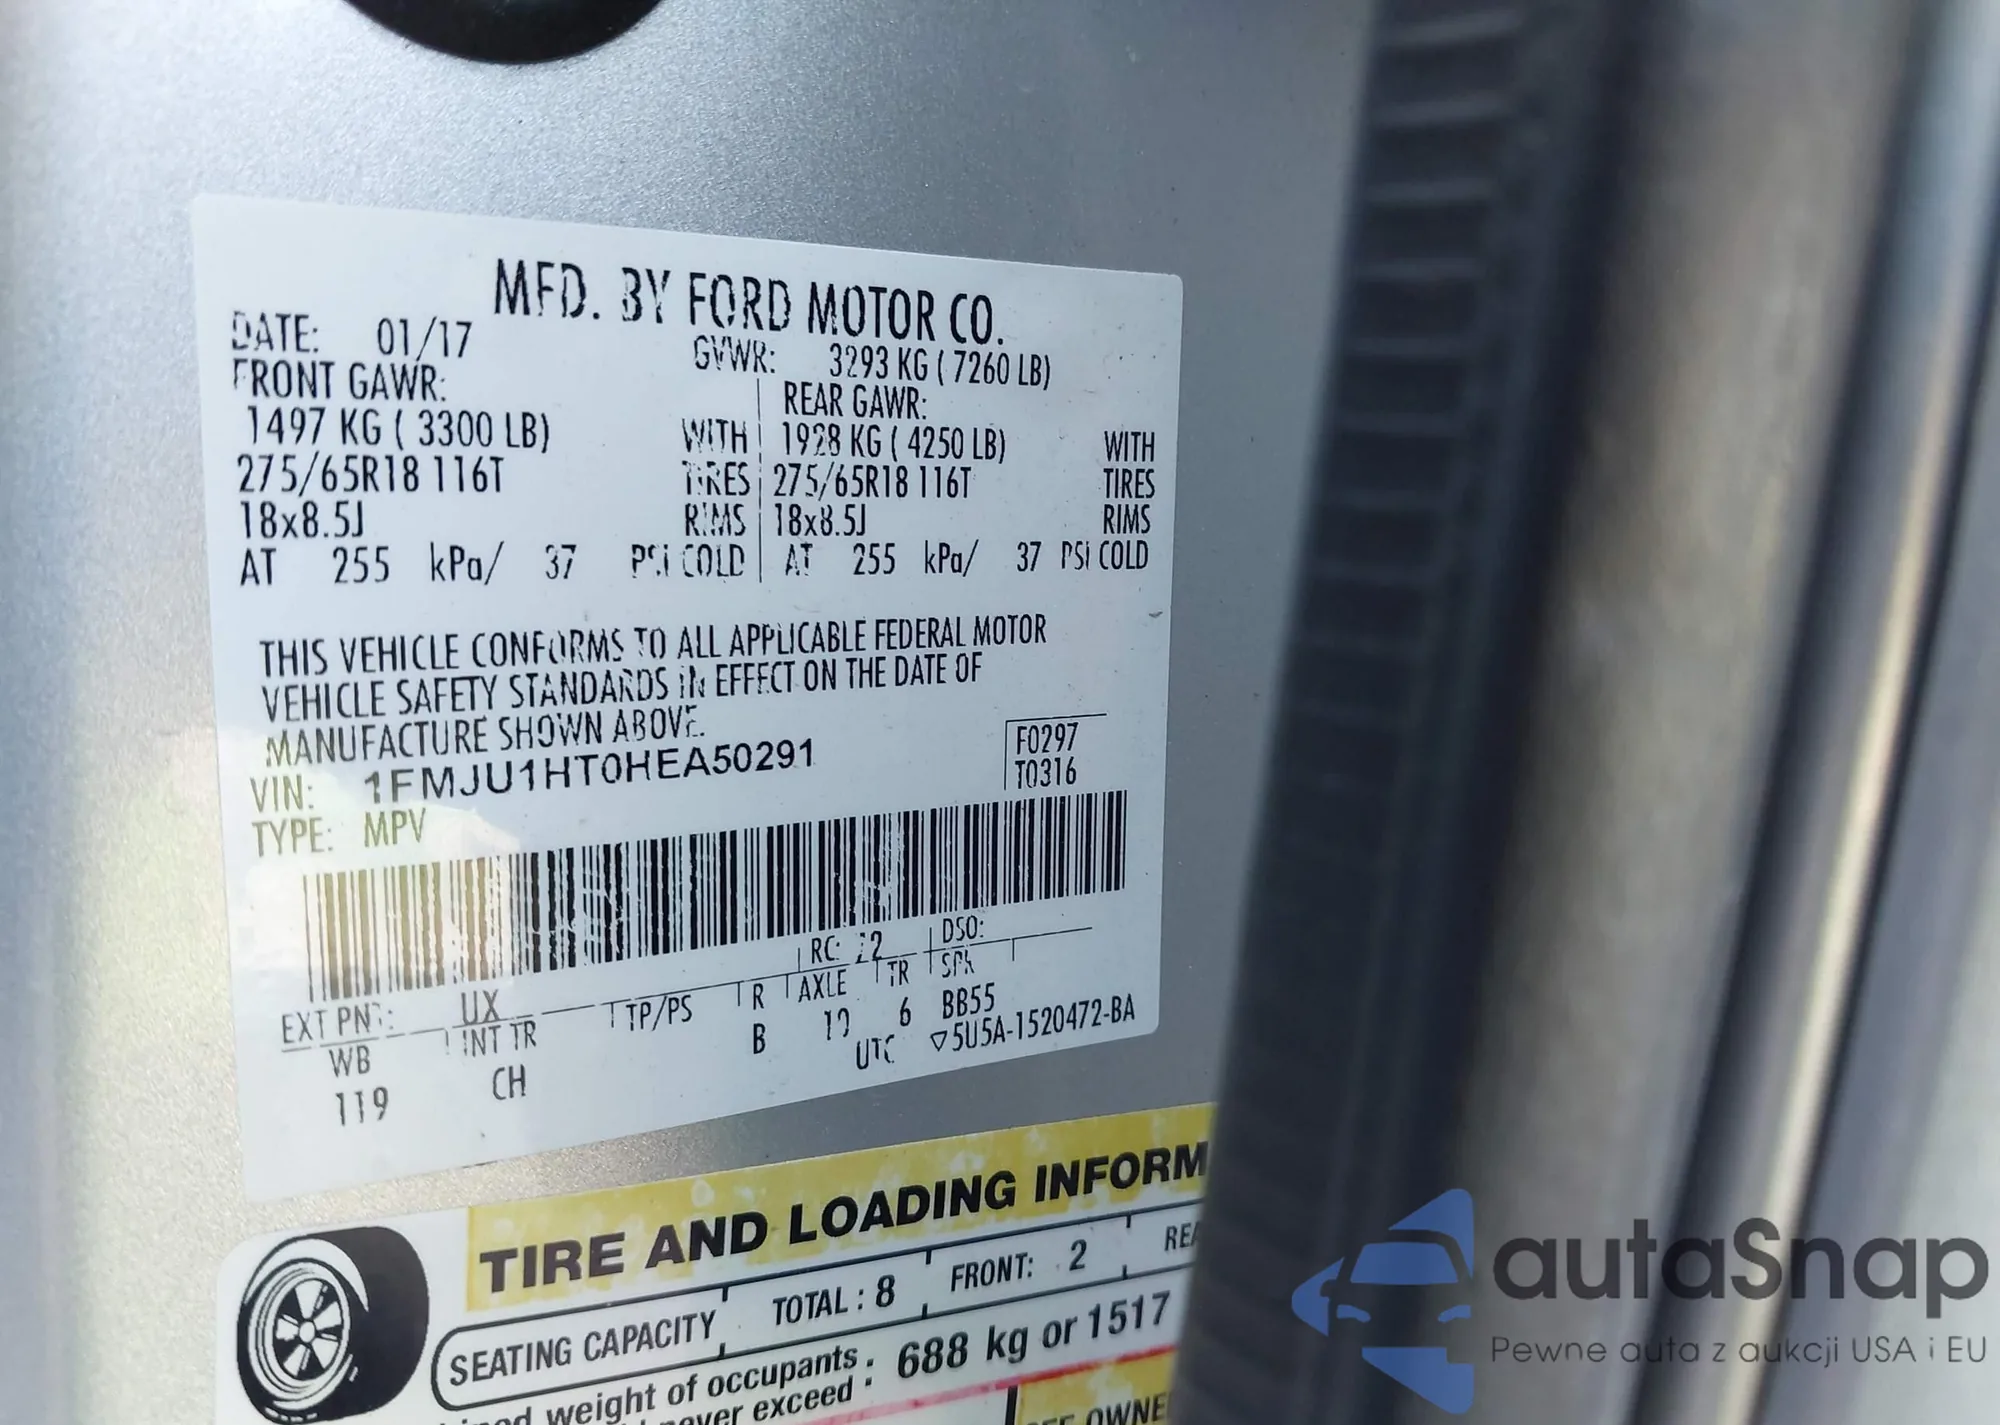 MFD. BY FORD MOTOR CO.
DATE: 01/17 GVWR: 3293 KG ( 7260 LB)
FRONT GAWR: REAR GAWR:
1497 KG ( 3300 LB) WITH 1928 KG ( 4250 LB) WITH
275/65R18 116T TIRES 275/65R18 116T TIRES
18x8.5J RIMS 18x8.5J RIMS
AT 255 kPa/ 37 PSI COLD AT 255 kPa/ 37 PSI COLD
THIS VEHICLE CONFORMS TO ALL APPLICABLE FEDERAL MOTOR
VEHICLE SAFETY STANDARDS IN EFFECT ON THE DATE OF
MANUFACTURE SHOWN ABOVE.
VIN: 1FMJU1HT0HEA50291
F0297
T0316
TYPE: MPV
EXT PNT: UX RC: DSO:
WB INT TR TP/PS R AXLE TR SPR
119 CH B 6 BB55
UTC ▽5U5A-1520472-BA
TIRE AND LOADING INFORM
SEATING CAPACITY TOTAL : 8 FRONT: 2 REA
weight of occupants
never exceed : 688 kg or 1517
OWNE
autaSnap
Pewne auta z aukcji USA i EU